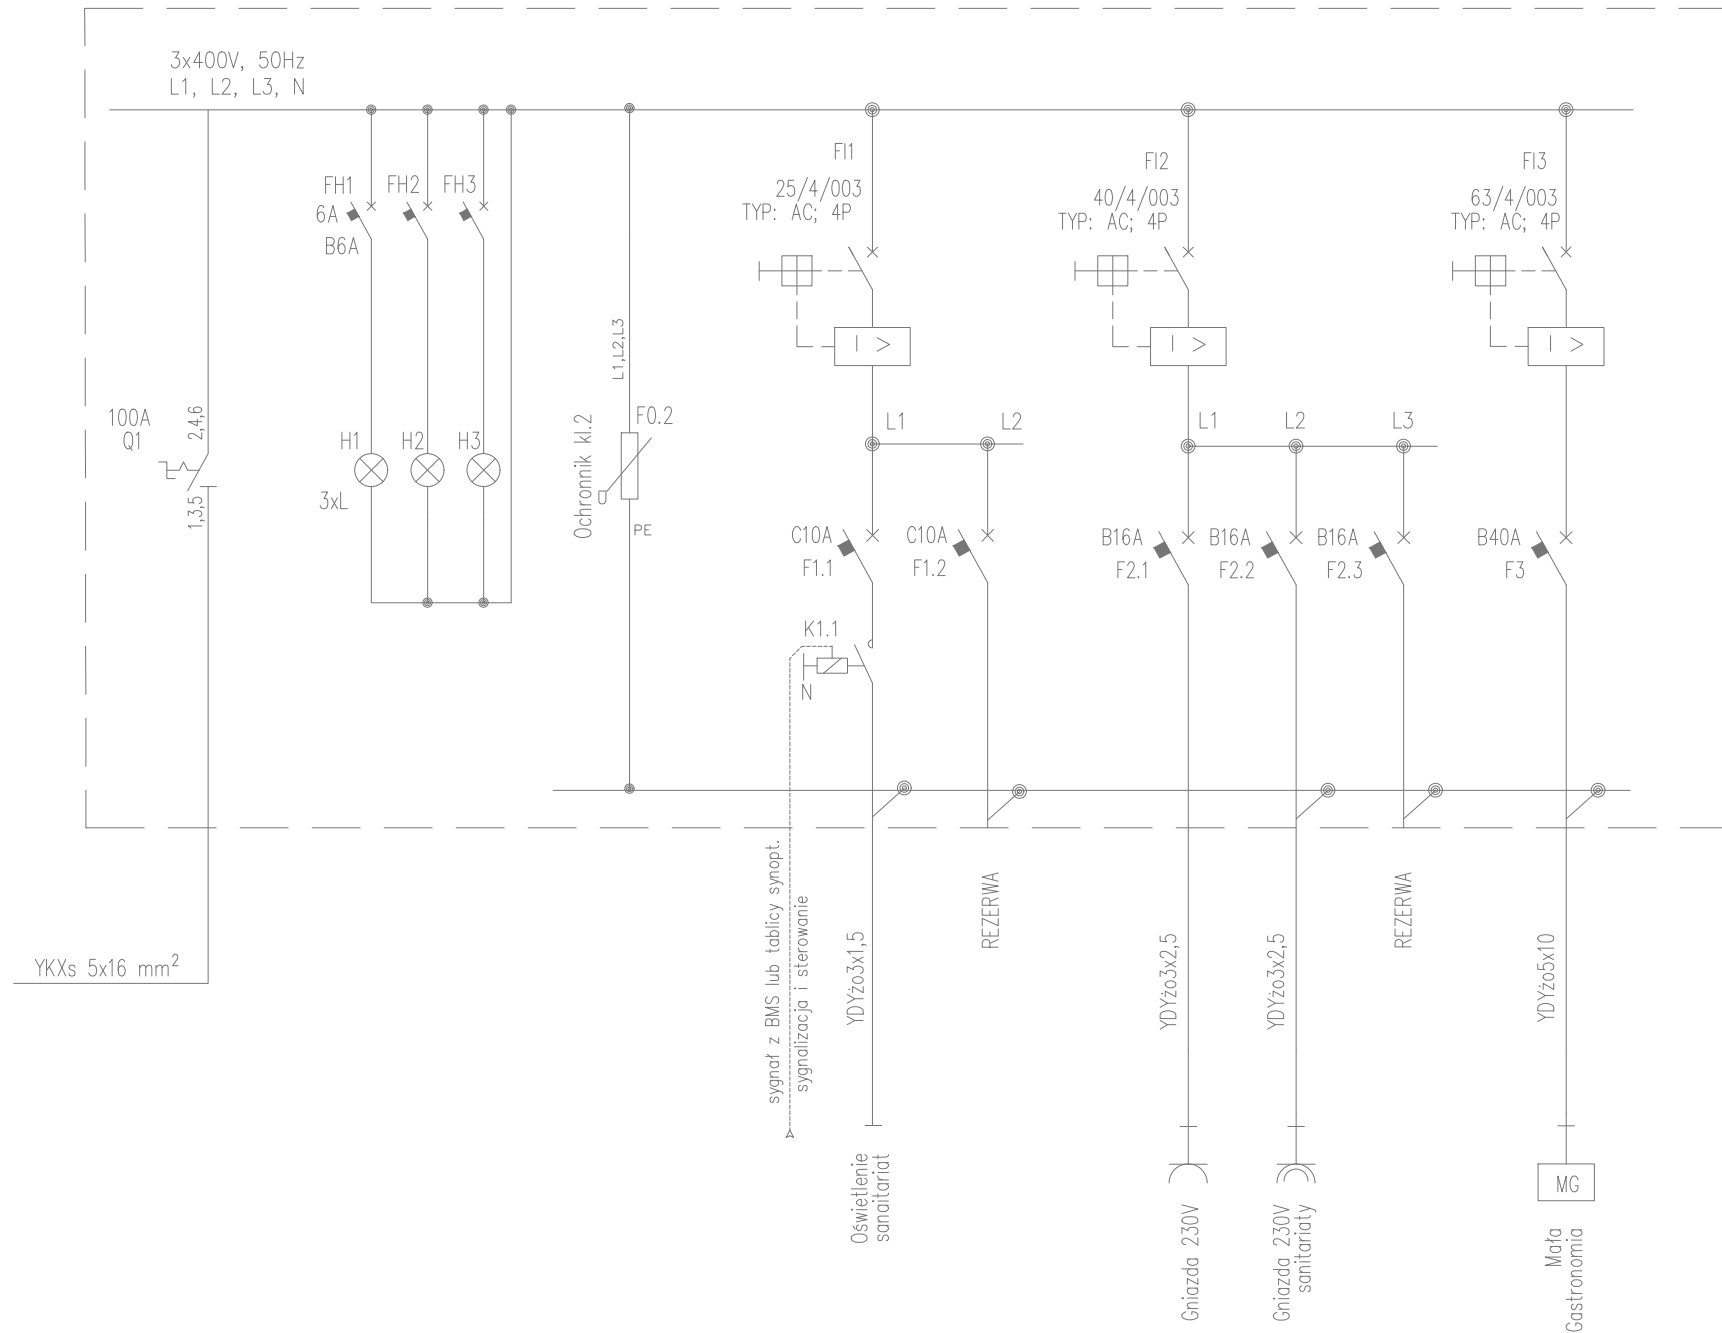 3x400V, 50Hz
L1, L2, L3, N
FH1
FH2
FH3
6A
B6A
H1
H2
H3
3xL
100A
Q1
2,4,6
1,3,5
YKXs 5x16 mm²
L1,L2,L3
F0.2
Ochronnik kl.2
U
PE
FI1
25/4/003
TYP: AC; 4P
I >
L1
L2
C10A
F1.1
C10A
F1.2
K1.1
N
sygnał z BMS lub tablicy synopt.
sygnalizacja i sterowanie
YDYżo3x1,5
REZERWA
Oświetlenie
sanaitariat
FI2
40/4/003
TYP: AC; 4P
I >
L1
L2
L3
B16A
F2.1
B16A
F2.2
B16A
F2.3
YDYżo3x2,5
YDYżo3x2,5
REZERWA
Gniazda 230V
Gniazda 230V
sanitariaty
FI3
63/4/003
TYP: AC; 4P
I >
B40A
F3
YDYżo5x10
MG
Mała
Gastronomia